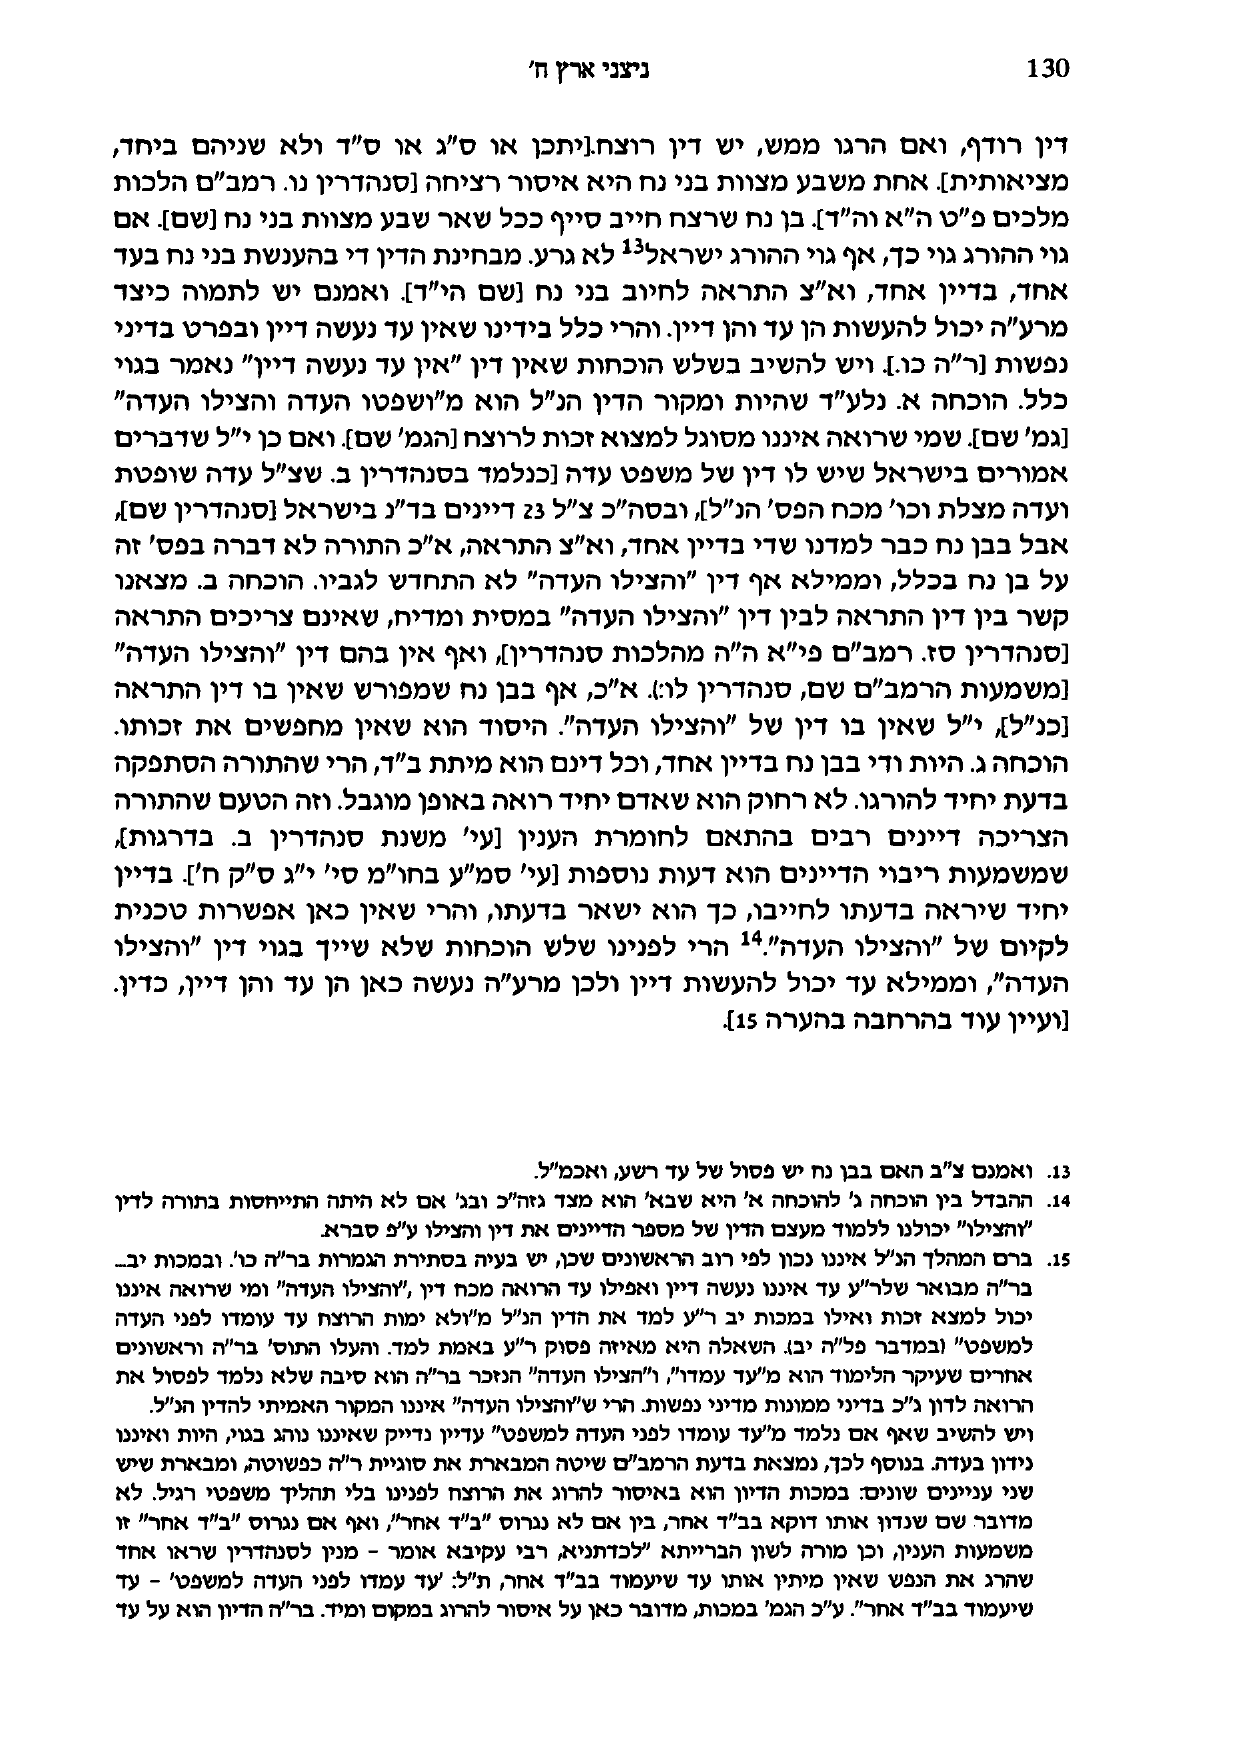 130
ניצני ארץ ח'
דין רודף, ואם הרגו ממש, יש דין רוצח.[יתכן או ס"ג או ס"ד ולא שניהם ביחד,
מציאותית]. אחת משבע מצוות בני נח היא איסור רציחה [סנהדרין נו. רמב"ם הלכות
מלכים פ"ט ה"א וה"ד]. בן נח שרצח חייב סייף ככל שאר שבע מצוות בני נח [שם]. אם
גוי ההורג גוי כך, אף גוי ההורג ישראל13 לא גרע. מבחינת הדין די בהענשת בני נח בעד
אחד, בדיין אחד, וא"צ התראה לחיוב בני נח [שם הי"ד]. ואמנם יש לתמוה כיצד
מרע"ה יכול להעשות הן עד והן דיין. והרי כלל בידינו שאין עד נעשה דיין ובפרט בדיני
נפשות [ר"ה כו.]. ויש להשיב בשלש הוכחות שאין דין "אין עד נעשה דיין" נאמר בגוי
כלל. הוכחה א. נלע"ד שהיות ומקור הדין הנ"ל הוא מ"ושפטו העדה והצילו העדה"
[גמ' שם]. שמי שרואה איננו מסוגל למצוא זכות לרוצח [הגמ' שם]. ואם כן י"ל שדברים
אמורים בישראל שיש לו דין של משפט עדה [כנלמד בסנהדרין ב. שצ"ל עדה שופטת
ועדה מצלת וכו' מכח הפס' הנ"ל], ובסה"כ צ"ל 23 דיינים בד"נ בישראל [סנהדרין שם],
אבל בבן נח כבר למדנו שדי בדיין אחד, וא"צ התראה, א"כ התורה לא דברה בפס' זה
על בן נח בכלל, וממילא אף דין "והצילו העדה" לא התחדש לגביו. הוכחה ב. מצאנו
קשר בין דין התראה לבין דין "והצילו העדה" במסית ומדיח, שאינם צריכים התראה
[סנהדרין סז. רמב"ם פי"א ה"ה מהלכות סנהדרין], ואף אין בהם דין "והצילו העדה"
[משמעות הרמב"ם שם, סנהדרין לו:). א"כ, אף בבן נח שמפורש שאין בו דין התראה
[כנ"ל], י"ל שאין בו דין של "והצילו העדה". היסוד הוא שאין מחפשים את זכותו.
הוכחה ג. היות ודי בבן נח בדיין אחד, וכל דינם הוא מיתת ב"ד, הרי שהתורה הסתפקה
בדעת יחיד להורגו. לא רחוק הוא שאדם יחיד רואה באופן מוגבל. וזה הטעם שהתורה
הצריכה דיינים רבים בהתאם לחומרת הענין [עי' משנת סנהדרין ב. בדרגות],
שמשמעות ריבוי הדיינים הוא דעות נוספות [עי' סמ"ע בחו"מ סי' י"ג ס"ק ח']. בדיין
יחיד שיראה בדעתו לחייבו, כך הוא ישאר בדעתו, והרי שאין כאן אפשרות טכנית
לקיום של "והצילו העדה".14 הרי לפנינו שלש הוכחות שלא שייך בגוי דין "והצילו
העדה", וממילא עד יכול להעשות דיין ולכן מרע"ה נעשה כאן הן עד והן דיין, כדין.
[ועיין עוד בהרחבה בהערה 15].
13. ואמנם צ"ב האם בבן נח יש פסול של עד רשע, ואכמ"ל.
14. ההבדל בין הוכחה ג' להוכחה א' היא שבא' הוא מצד גזה"כ ובג' אם לא היתה התייחסות בתורה לדין
"והצילו" יכולנו ללמוד מעצם הדין של מספר הדיינים את דין והצילו ע"פ סברא.
15. ברם המהלך הנ"ל איננו נכון לפי רוב הראשונים שכן, יש בעיה בסתירת הגמרות בר"ה כו'. ובמכות יב...
בר"ה מבואר שלר"ע עד איננו נעשה דיין ואפילו עד הרואה מכח דין ,"והצילו העדה" ומי שרואה איננו
יכול למצא זכות ואילו במכות יב ר"ע למד את הדין הנ"ל מ"ולא ימות הרוצח עד עומדו לפני העדה
למשפט" (במדבר פל"ה יב). השאלה היא מאיזה פסוק ר"ע באמת למד. והעלו התוס' בר"ה וראשונים
אחרים שעיקר הלימוד הוא מ"עד עמדו", ו"הצילו העדה" הנזכר בר"ה הוא סיבה שלא נלמד לפסול את
הרואה לדון ג"כ בדיני ממונות מדיני נפשות. הרי ש"והצילו העדה" איננו המקור האמיתי להדין הנ"ל.
ויש להשיב שאף אם נלמד מ"עד עומדו לפני העדה למשפט" עדיין נדייק שאיננו נוהג בגוי, היות ואיננו
נידון בעדה. בנוסף לכך, נמצאת בדעת הרמב"ם שיטה המבארת את סוגיית ר"ה כפשוטה, ומבארת שיש
שני עניינים שונים: במכות הדיון הוא באיסור להרוג את הרוצח לפנינו בלי תהליך משפטי רגיל. לא
מדובר שם שנדון אותו דוקא בב"ד אחר, בין אם לא נגרוס "ב"ד אחר", ואף אם נגרוס "ב"ד אחר" זו
משמעות הענין, וכן מורה לשון הברייתא "לכדתניא, רבי עקיבא אומר – מנין לסנהדרין שראו אחד
שהרג את הנפש שאין מיתין אותו עד שיעמוד בב"ד אחר, ת"ל: 'עד עמדו לפני העדה למשפט' – עד
שיעמוד בב"ד אחר". ע"כ הגמ' במכות, מדובר כאן על איסור להרוג במקום ומיד. בר"ה הדיון הוא על עד